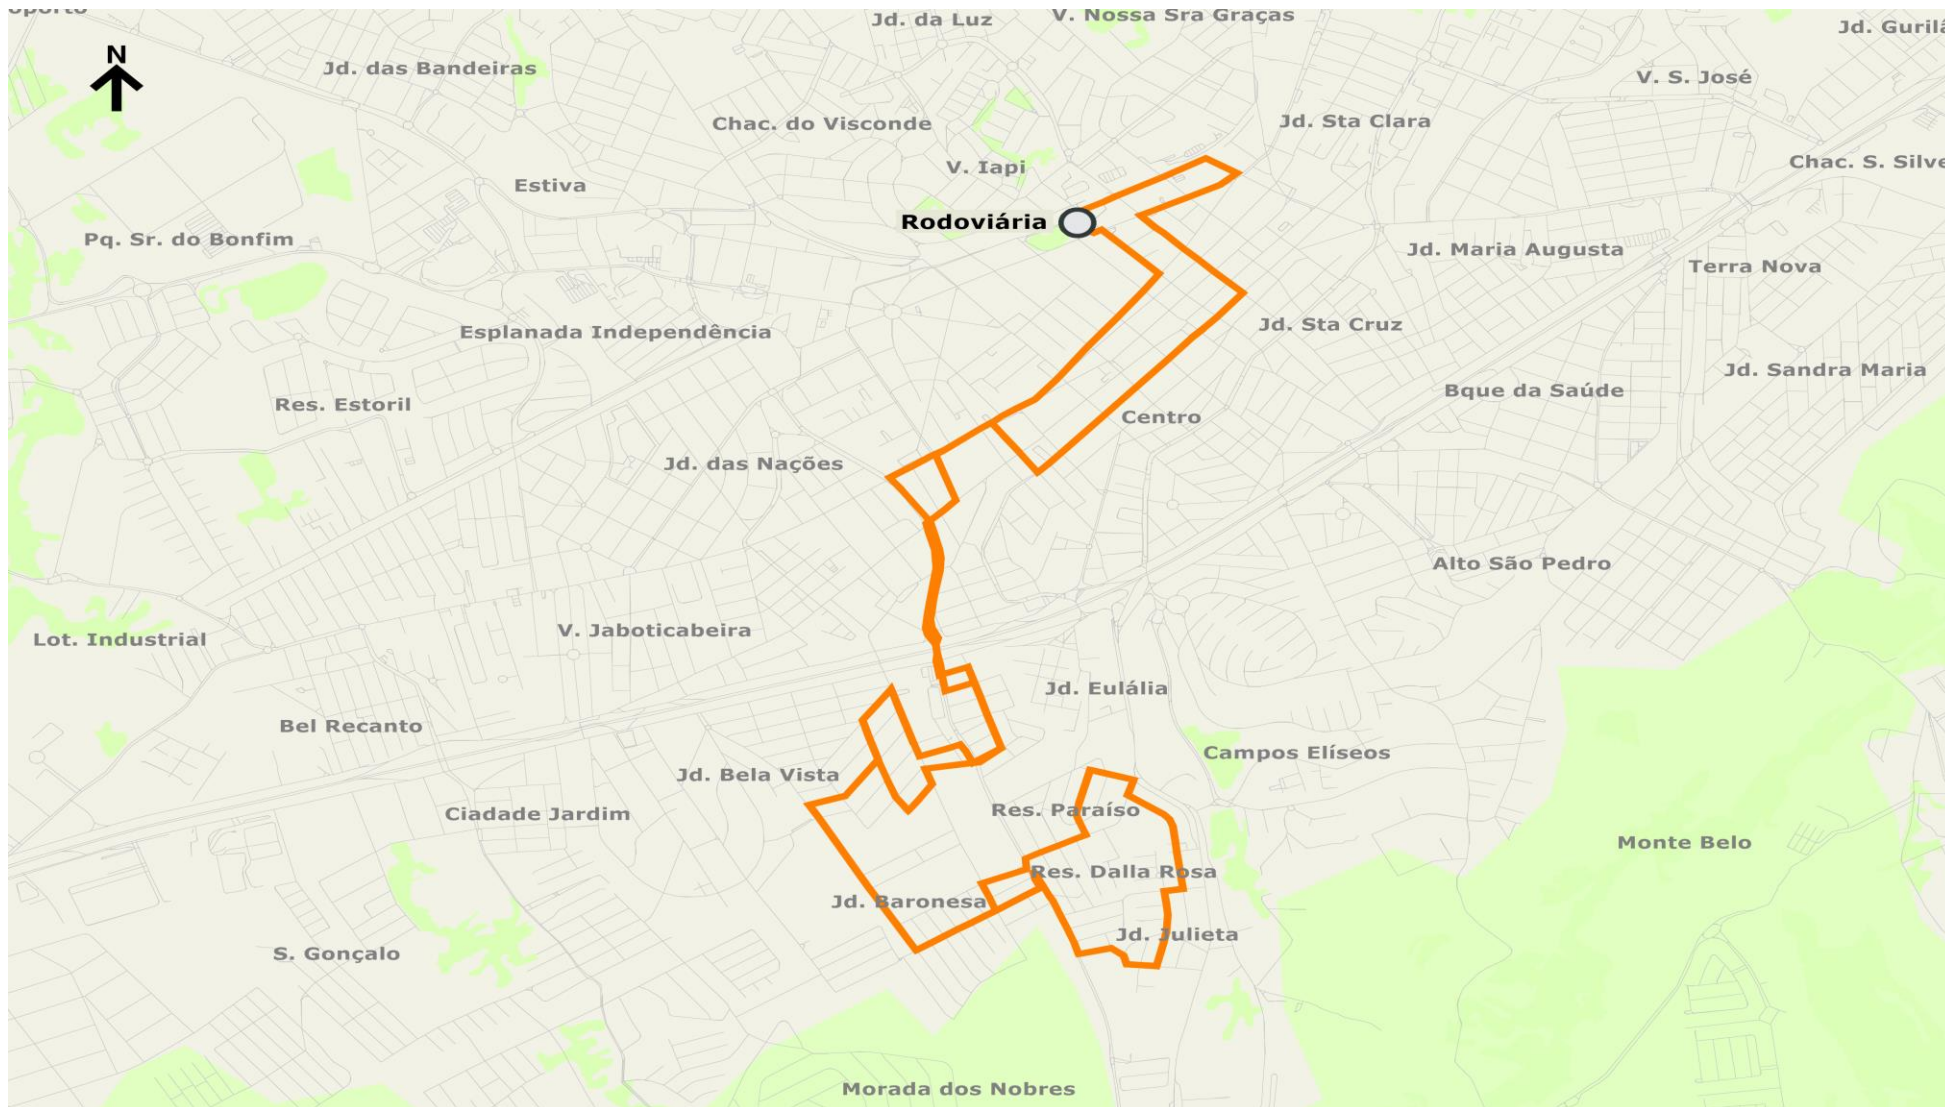 Jd. da Luz
V. Nossa Sra Graças
N
Jd. das Bandeiras
V. S. José
Chac. do Visconde
Jd. Sta Clara
V. Iapi
Chac. S. Silve
Estiva
Rodoviária
Pq. Sr. do Bonfim
Jd. Maria Augusta
Terra Nova
Esplanada Independência
Jd. Sta Cruz
Jd. Sandra Maria
Res. Estoril
Bque da Saúde
Centro
Jd. das Nações
Alto São Pedro
Lot. Industrial
V. Jaboticabeira
Jd. Eulália
Bel Recanto
Campos Elíseos
Jd. Bela Vista
Ciadade Jardim
Res. Paraíso
Monte Belo
Res. Dalla Rosa
Jd. Baronesa
Jd. Julieta
S. Gonçalo
Morada dos Nobres